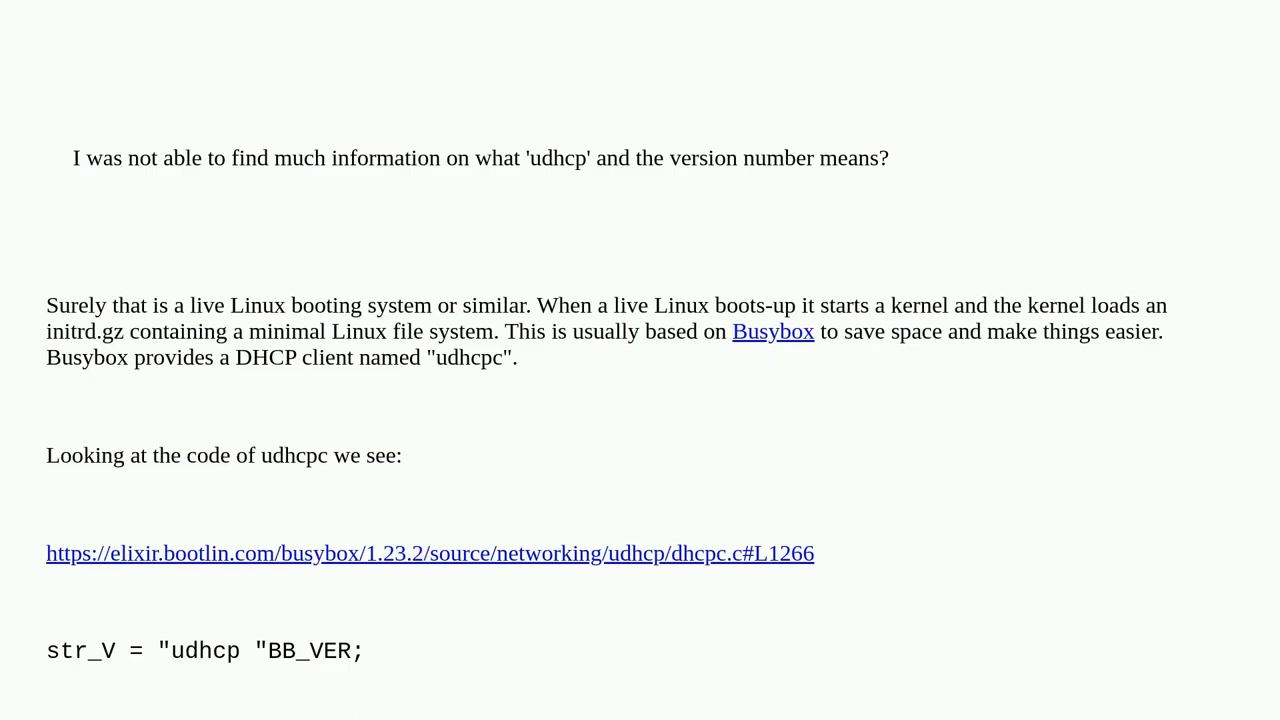 I was not able to find much information on what 'udhcp' and the version number means?
Surely that is a live Linux booting system or similar. When a live Linux boots-up it starts a kernel and the kernel loads an
initrd.gz containing a minimal Linux file system. This is usually based on Busybox to save space and make things easier.
Busybox provides a DHCP client named "udhcpc".
Looking at the code of udhcpc we see:
https://elixir.bootlin.com/busybox/1.23.2/source/networking/udhcp/dhcpc.c#L1266
str_V = "udhcp "BB_VER;